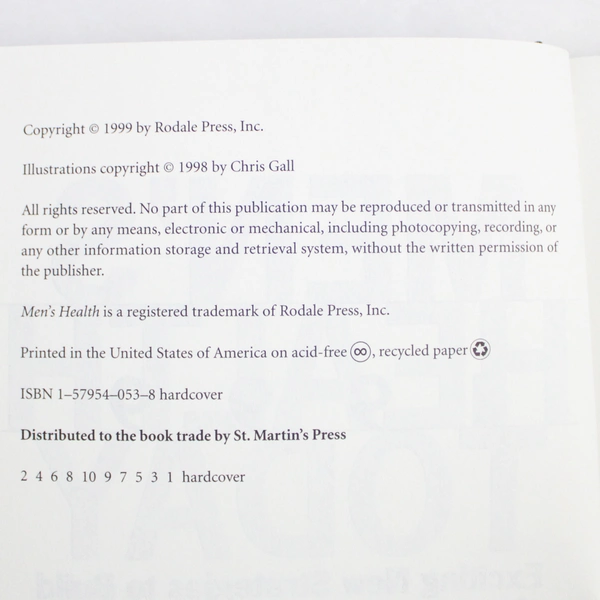 Copyright © 1999 by Rodale Press, Inc.
Illustrations copyright © 1998 by Chris Gall
All rights reserved. No part of this publication may be reproduced or transmitted in any
form or by any means, electronic or mechanical, including photocopying, recording, or
any other information storage and retrieval system, without the written permission of
the publisher.
Men's Health is a registered trademark of Rodale Press, Inc.
Printed in the United States of America on acid-free ♾, recycled paper ♻
ISBN 1–57954–053–8 hardcover
Distributed to the book trade by St. Martin's Press
2 4 6 8 10 9 7 5 3 1 hardcover